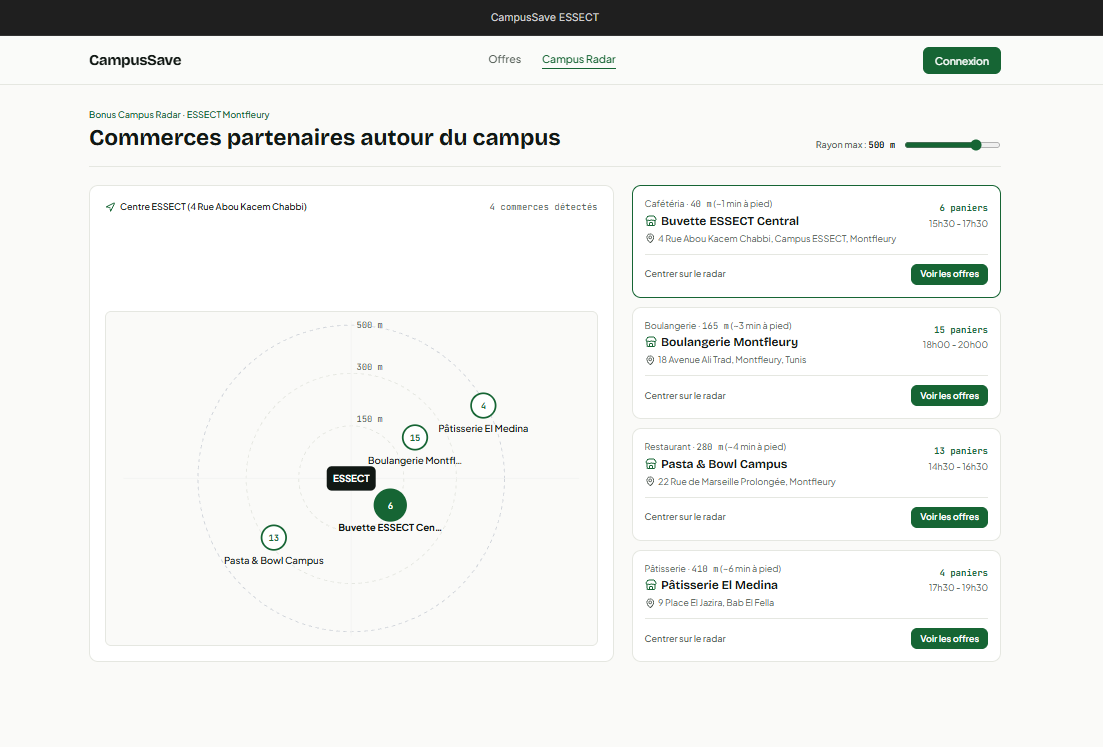 CampusSave ESSECT
CampusSave
Offres
Campus Radar
Connexion
Bonus Campus Radar · ESSECT Montfleury
Commerces partenaires autour du campus
Rayon max : 500 m
Centre ESSECT (4 Rue Abou Kacem Chabbi)
4 commerces détectés
500 m
300 m
150 m
4
Pâtisserie El Medina
15
Boulangerie Montfl...
ESSECT
6
Buvette ESSECT Cen...
13
Pasta & Bowl Campus
Cafétéria · 40 m (~1 min à pied)
6 paniers
Buvette ESSECT Central
15h30 - 17h30
4 Rue Abou Kacem Chabbi, Campus ESSECT, Montfleury
Centrer sur le radar
Voir les offres
Boulangerie · 165 m (~3 min à pied)
15 paniers
Boulangerie Montfleury
18h00 - 20h00
18 Avenue Ali Trad, Montfleury, Tunis
Centrer sur le radar
Voir les offres
Restaurant · 280 m (~4 min à pied)
13 paniers
Pasta & Bowl Campus
14h30 - 16h30
22 Rue de Marseille Prolongée, Montfleury
Centrer sur le radar
Voir les offres
Pâtisserie · 410 m (~6 min à pied)
4 paniers
Pâtisserie El Medina
17h30 - 19h30
9 Place El Jazira, Bab El Fella
Centrer sur le radar
Voir les offres